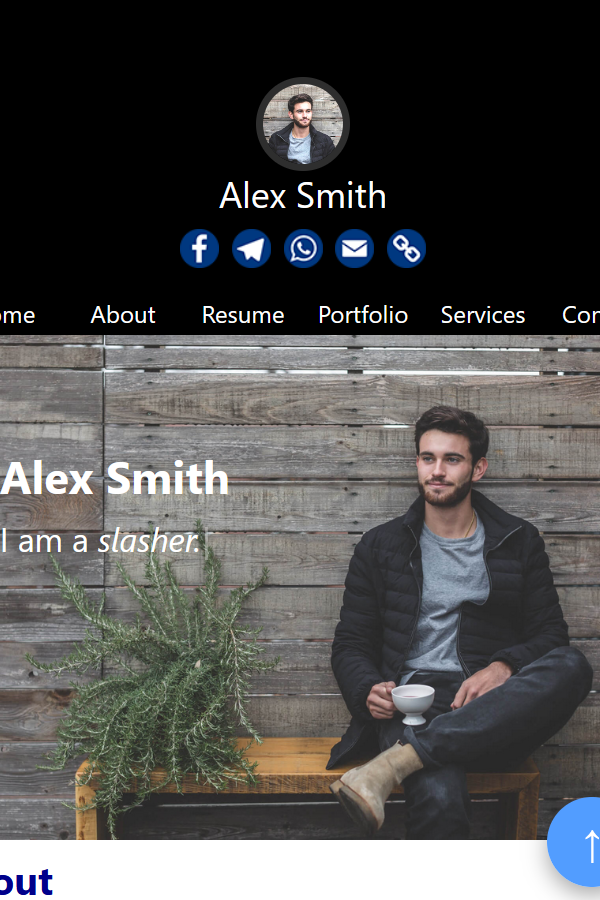 Alex Smith
ome About Resume Portfolio Services Con
Alex Smith
I am a slasher.
out